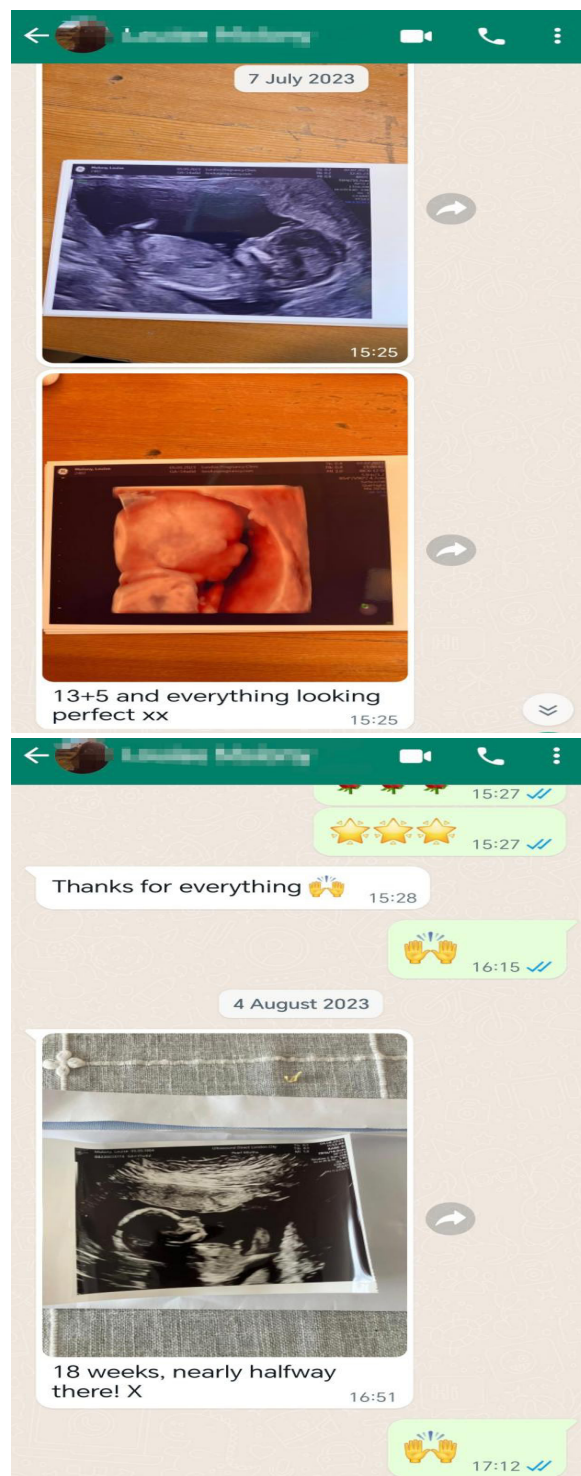 7 July 2023
15:25
13+5 and everything looking
perfect xx
15:25
15:27
🌟🌟🌟
15:27
Thanks for everything 🙌
15:28
🙌
16:15
4 August 2023
18 weeks, nearly halfway
there! X
16:51
🙌
17:12